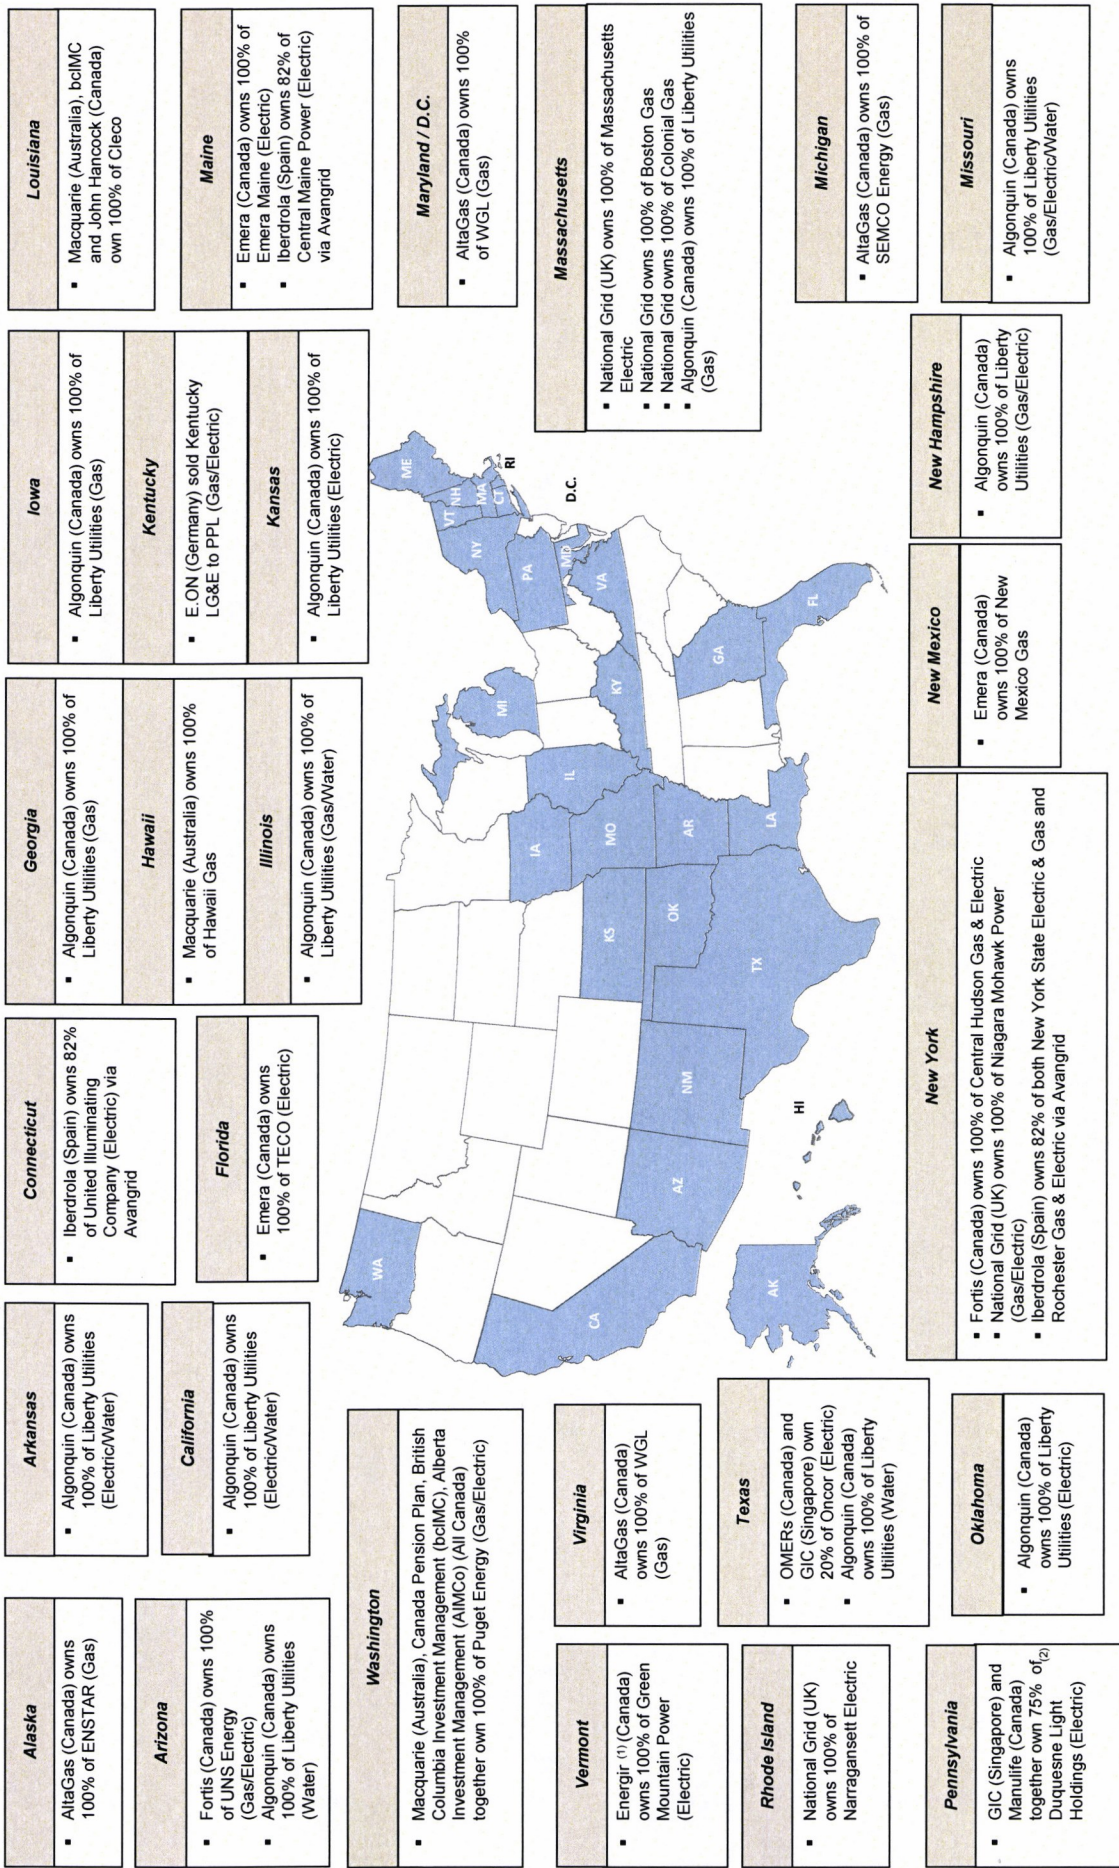 Alaska
▪ AltaGas (Canada) owns
100% of ENSTAR (Gas)
Arizona
▪ Fortis (Canada) owns 100%
of UNS Energy
(Gas/Electric)
▪ Algonquin (Canada) owns
100% of Liberty Utilities
(Water)
Arkansas
▪ Algonquin (Canada) owns
100% of Liberty Utilities
(Electric/Water)
California
▪ Algonquin (Canada) owns
100% of Liberty Utilities
(Electric/Water)
Connecticut
▪ Iberdrola (Spain) owns 82%
of United Illuminating
Company (Electric) via
Avangrid
Florida
▪ Emera (Canada) owns
100% of TECO (Electric)
Georgia
▪ Algonquin (Canada) owns 100% of
Liberty Utilities (Gas)
Hawaii
▪ Macquarie (Australia) owns 100%
of Hawaii Gas
Illinois
▪ Algonquin (Canada) owns 100% of
Liberty Utilities (Gas/Water)
Iowa
▪ Algonquin (Canada) owns 100% of
Liberty Utilities (Gas)
Kentucky
▪ E.ON (Germany) sold Kentucky
LG&E to PPL (Gas/Electric)
Kansas
▪ Algonquin (Canada) owns 100% of
Liberty Utilities (Electric)
Louisiana
▪ Macquarie (Australia), bcIMC
and John Hancock (Canada)
own 100% of Cleco
Maine
▪ Emera (Canada) owns 100% of
Emera Maine (Electric)
▪ Iberdrola (Spain) owns 82% of
Central Maine Power (Electric)
via Avangrid
Maryland / D.C.
▪ AltaGas (Canada) owns 100%
of WGL (Gas)
Massachusetts
▪ National Grid (UK) owns 100% of Massachusetts
Electric
▪ National Grid owns 100% of Boston Gas
▪ National Grid owns 100% of Colonial Gas
▪ Algonquin (Canada) owns 100% of Liberty Utilities
(Gas)
Michigan
▪ AltaGas (Canada) owns 100% of
SEMCO Energy (Gas)
Missouri
▪ Algonquin (Canada) owns
100% of Liberty Utilities
(Gas/Electric/Water)
Washington
▪ Macquarie (Australia), Canada Pension Plan, British
Columbia Investment Management (bcIMC), Alberta
Investment Management (AIMCo) (All Canada)
together own 100% of Puget Energy (Gas/Electric)
WA
CA
AZ
NM
TX
OK
KS
AR
LA
MO
IA
IL
MI
KY
GA
FL
VA
MD
PA
NY
VT
NH
MA
CT
ME
RI
D.C.
AK
HI
Vermont
▪ Energir (1) (Canada)
owns 100% of Green
Mountain Power
(Electric)
Virginia
▪ AltaGas (Canada)
owns 100% of WGL
(Gas)
Rhode Island
▪ National Grid (UK)
owns 100% of
Narragansett Electric
Texas
▪ OMERs (Canada) and
GIC (Singapore) own
20% of Oncor (Electric)
▪ Algonquin (Canada)
owns 100% of Liberty
Utilities (Water)
Pennsylvania
▪ GIC (Singapore) and
Manulife (Canada)
together own 75% of (2)
Duquesne Light
Holdings (Electric)
Oklahoma
▪ Algonquin (Canada)
owns 100% of Liberty
Utilities (Electric)
New York
▪ Fortis (Canada) owns 100% of Central Hudson Gas & Electric
▪ National Grid (UK) owns 100% of Niagara Mohawk Power
(Gas/Electric)
▪ Iberdrola (Spain) owns 82% of both New York State Electric & Gas and
Rochester Gas & Electric via Avangrid
New Mexico
▪ Emera (Canada)
owns 100% of New
Mexico Gas
New Hampshire
▪ Algonquin (Canada)
owns 100% of Liberty
Utilities (Gas/Electric)